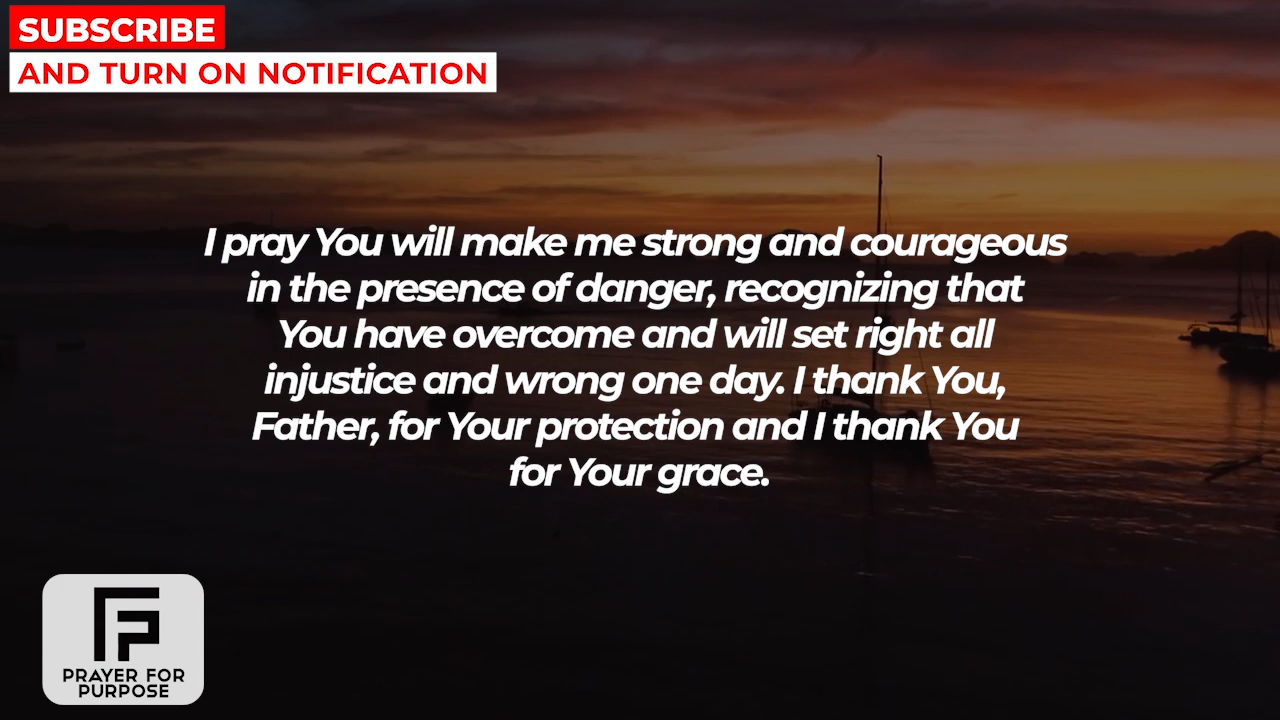 SUBSCRIBE
AND TURN ON NOTIFICATION
I pray You will make me strong and courageous
in the presence of danger, recognizing that
You have overcome and will set right all
injustice and wrong one day. I thank You,
Father, for Your protection and I thank You
for Your grace.
PRAYER FOR
PURPOSE